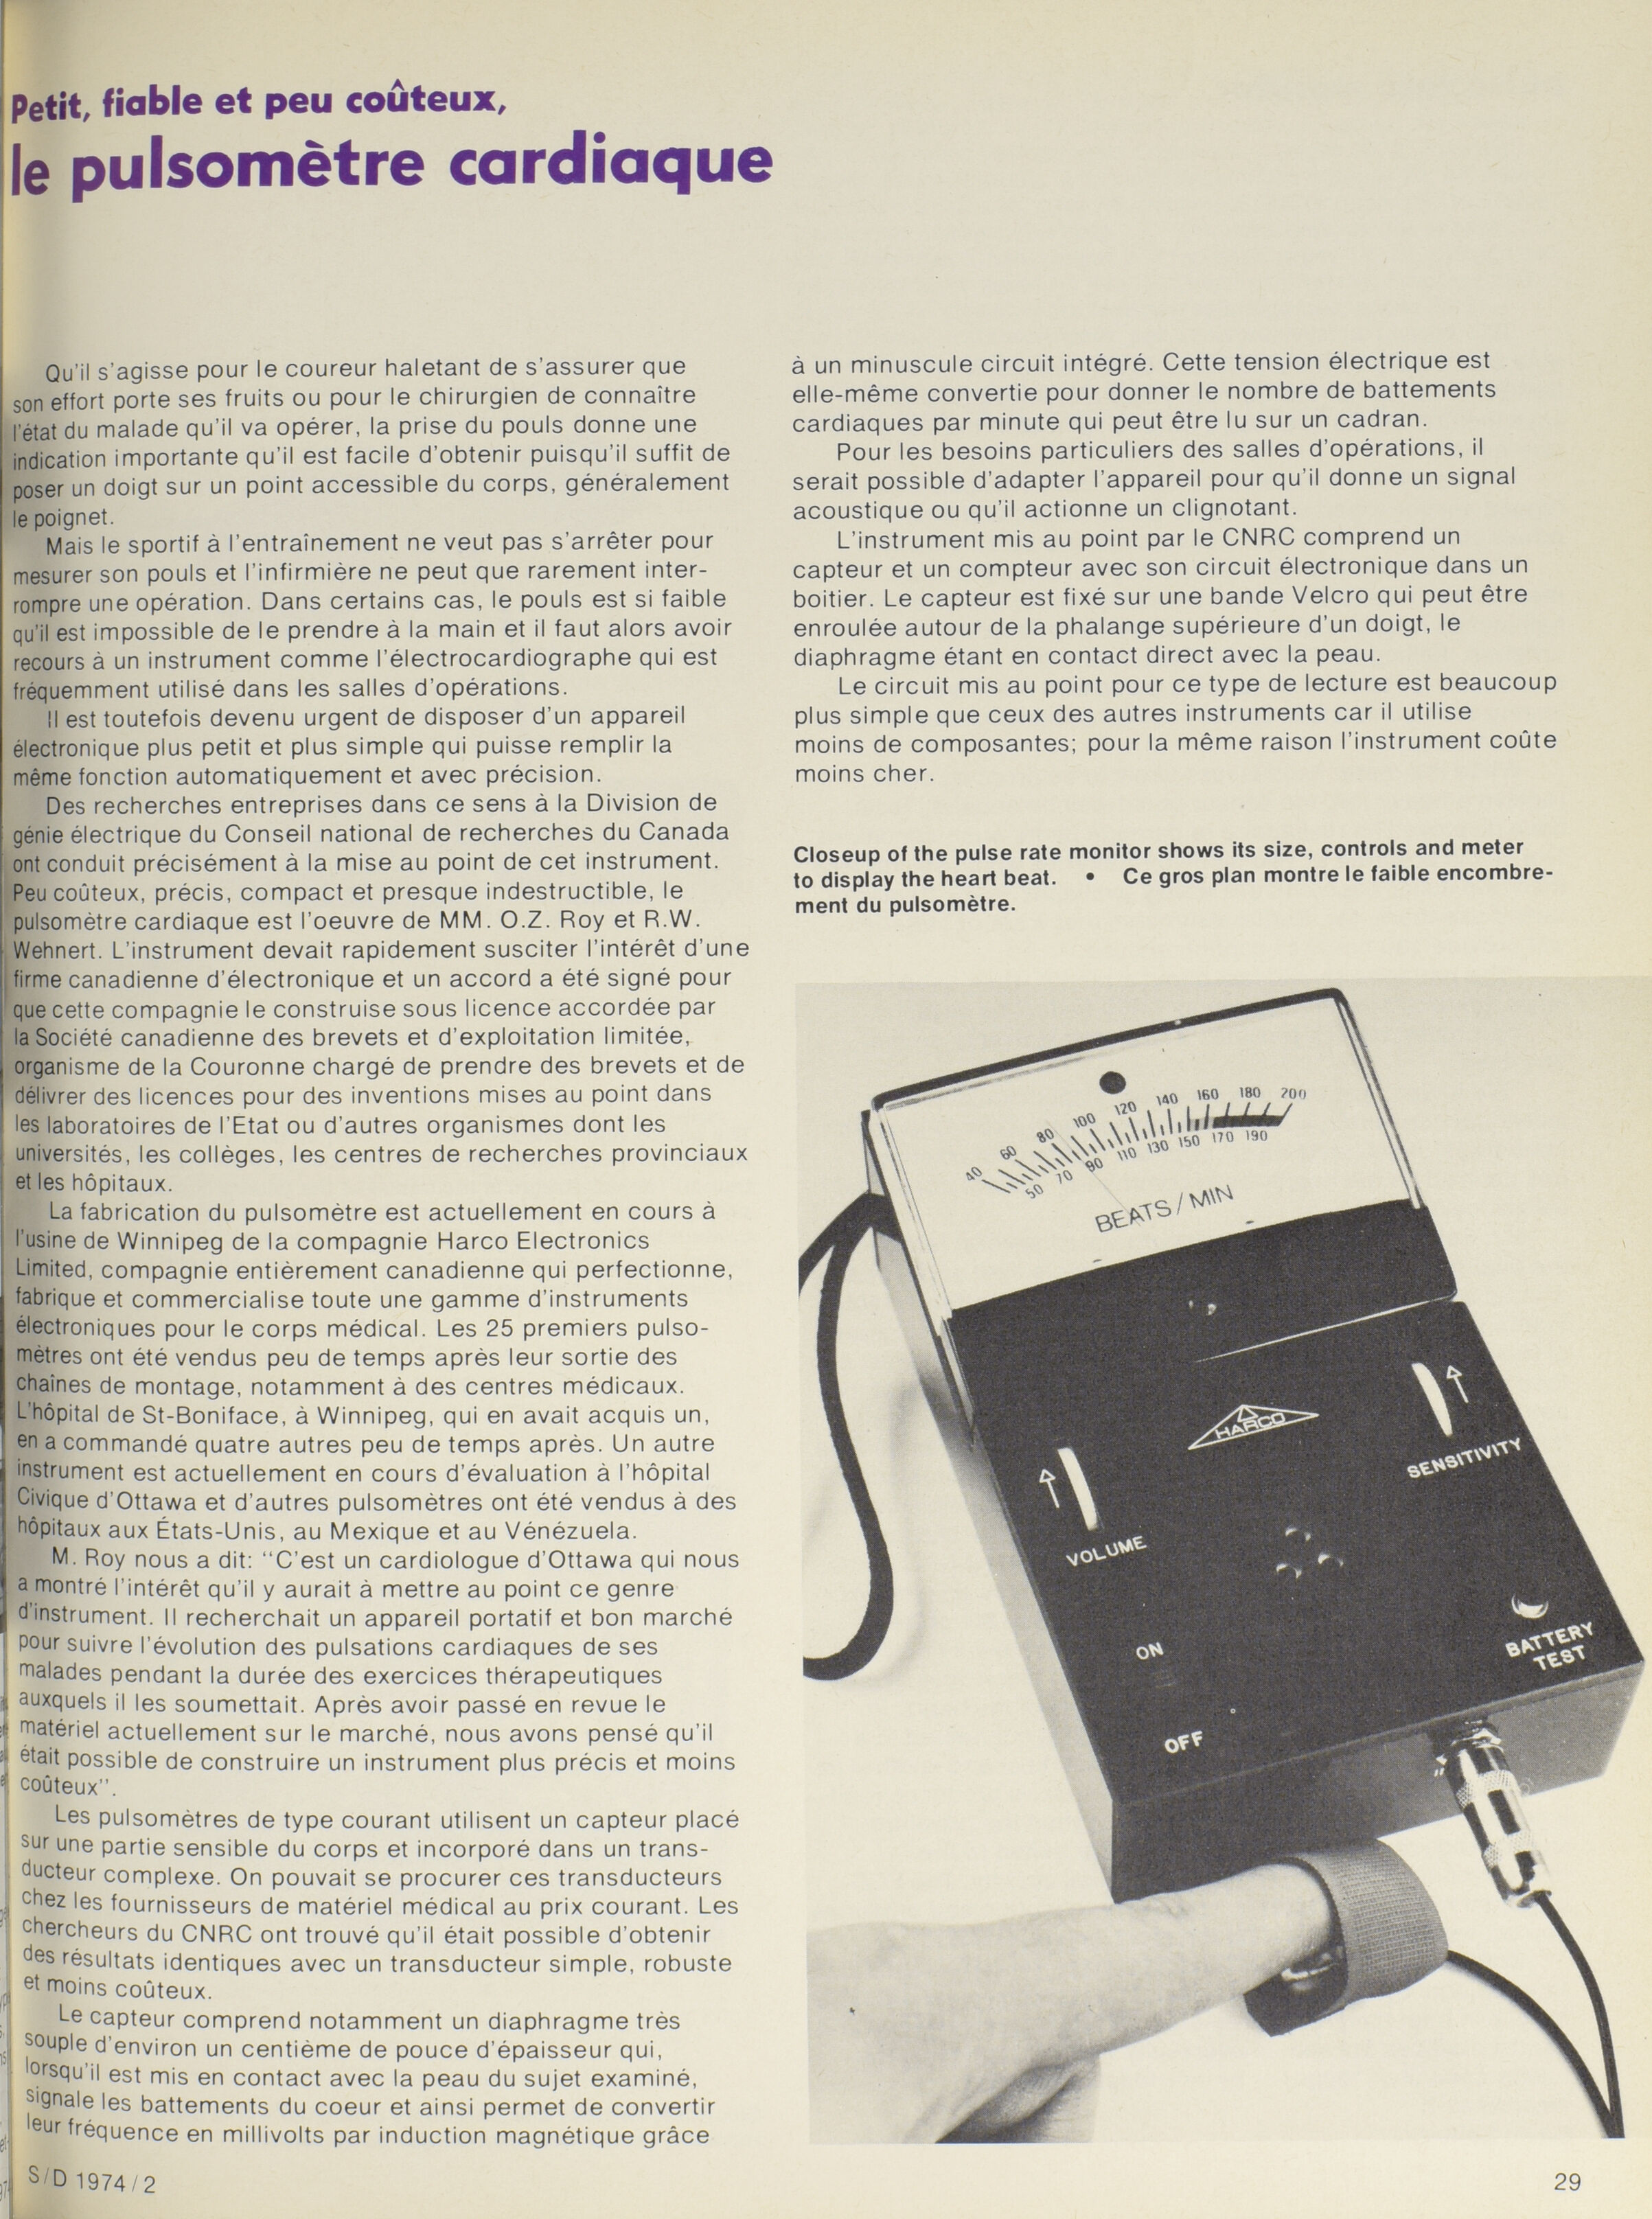 Petit, fiable et peu coûteux,
le pulsomètre cardiaque
Qu'il s'agisse pour le coureur haletant de s'assurer que
son effort porte ses fruits ou pour le chirurgien de connaître
l'état du malade qu'il va opérer, la prise du pouls donne une
indication importante qu'il est facile d'obtenir puisqu'il suffit de
poser un doigt sur un point accessible du corps, généralement
le poignet.
Mais le sportif à l'entraînement ne veut pas s'arrêter pour
mesurer son pouls et l'infirmière ne peut que rarement inter-
rompre une opération. Dans certains cas, le pouls est si faible
qu'il est impossible de le prendre à la main et il faut alors avoir
recours à un instrument comme l'électrocardiographe qui est
fréquemment utilisé dans les salles d'opérations.
Il est toutefois devenu urgent de disposer d'un appareil
électronique plus petit et plus simple qui puisse remplir la
même fonction automatiquement et avec précision.
Des recherches entreprises dans ce sens à la Division de
génie électrique du Conseil national de recherches du Canada
ont conduit précisément à la mise au point de cet instrument.
Peu coûteux, précis, compact et presque indestructible, le
pulsomètre cardiaque est l'oeuvre de MM. O.Z. Roy et R.W.
Wehnert. L'instrument devait rapidement susciter l'intérêt d'une
firme canadienne d'électronique et un accord a été signé pour
que cette compagnie le construise sous licence accordée par
la Société canadienne des brevets et d'exploitation limitée,
organisme de la Couronne chargé de prendre des brevets et de
délivrer des licences pour des inventions mises au point dans
les laboratoires de l'Etat ou d'autres organismes dont les
universités, les collèges, les centres de recherches provinciaux
et les hôpitaux.
La fabrication du pulsomètre est actuellement en cours à
l'usine de Winnipeg de la compagnie Harco Electronics
Limited, compagnie entièrement canadienne qui perfectionne,
fabrique et commercialise toute une gamme d'instruments
électroniques pour le corps médical. Les 25 premiers pulso-
mètres ont été vendus peu de temps après leur sortie des
chaînes de montage, notamment à des centres médicaux.
L'hôpital de St-Boniface, à Winnipeg, qui en avait acquis un,
en a commandé quatre autres peu de temps après. Un autre
instrument est actuellement en cours d'évaluation à l'hôpital
Civique d'Ottawa et d'autres pulsomètres ont été vendus à des
hôpitaux aux États-Unis, au Mexique et au Vénézuela.
M. Roy nous a dit: "C'est un cardiologue d'Ottawa qui nous
a montré l'intérêt qu'il y aurait à mettre au point ce genre
d'instrument. Il recherchait un appareil portatif et bon marché
pour suivre l'évolution des pulsations cardiaques de ses
malades pendant la durée des exercices thérapeutiques
auxquels il les soumettait. Après avoir passé en revue le
matériel actuellement sur le marché, nous avons pensé qu'il
était possible de construire un instrument plus précis et moins
coûteux".
Les pulsomètres de type courant utilisent un capteur placé
sur une partie sensible du corps et incorporé dans un trans-
ducteur complexe. On pouvait se procurer ces transducteurs
chez les fournisseurs de matériel médical au prix courant. Les
chercheurs du CNRC ont trouvé qu'il était possible d'obtenir
des résultats identiques avec un transducteur simple, robuste
et moins coûteux.
Le capteur comprend notamment un diaphragme très
souple d'environ un centième de pouce d'épaisseur qui,
lorsqu'il est mis en contact avec la peau du sujet examiné,
signale les battements du coeur et ainsi permet de convertir
leur fréquence en millivolts par induction magnétique grâce
à un minuscule circuit intégré. Cette tension électrique est
elle-même convertie pour donner le nombre de battements
cardiaques par minute qui peut être lu sur un cadran.
Pour les besoins particuliers des salles d'opérations, il
serait possible d'adapter l'appareil pour qu'il donne un signal
acoustique ou qu'il actionne un clignotant.
L'instrument mis au point par le CNRC comprend un
capteur et un compteur avec son circuit électronique dans un
boitier. Le capteur est fixé sur une bande Velcro qui peut être
enroulée autour de la phalange supérieure d'un doigt, le
diaphragme étant en contact direct avec la peau.
Le circuit mis au point pour ce type de lecture est beaucoup
plus simple que ceux des autres instruments car il utilise
moins de composantes; pour la même raison l'instrument coûte
moins cher.
Closeup of the pulse rate monitor shows its size, controls and meter
to display the heart beat. • Ce gros plan montre le faible encombre-
ment du pulsomètre.
40 60 80 100 120 140 160 180 200
50 70 90 110 130 150 170 190
BEATS/MIN
HARCO
SENSITIVITY
VOLUME
ON
BATTERY
TEST
OFF
S/D 1974/2
29